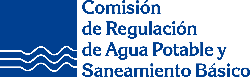 Comisión
de Regulación
de Agua Potable y
Saneamiento Básico